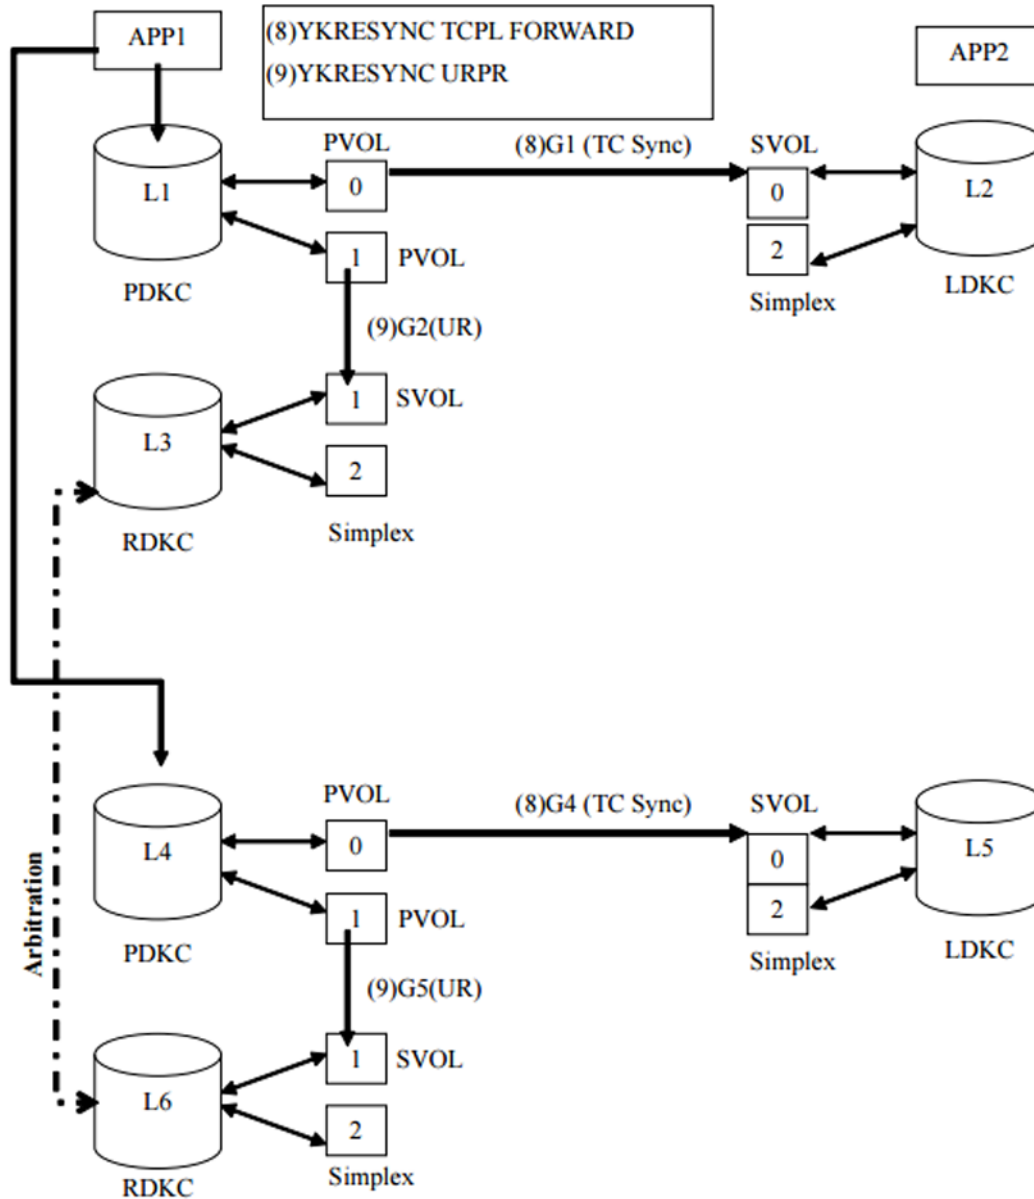 APP1
(8)YKRESYNC TCPL FORWARD
(9)YKRESYNC URPR
APP2
PVOL
(8)G1 (TC Sync)
SVOL
L1
0
0
L2
1
PVOL
2
PDKC
Simplex
LDKC
(9)G2(UR)
1
SVOL
L3
2
RDKC
Simplex
PVOL
(8)G4 (TC Sync)
SVOL
L4
0
0
L5
1
PVOL
2
PDKC
Simplex
LDKC
Arbitration
(9)G5(UR)
1
SVOL
L6
2
RDKC
Simplex